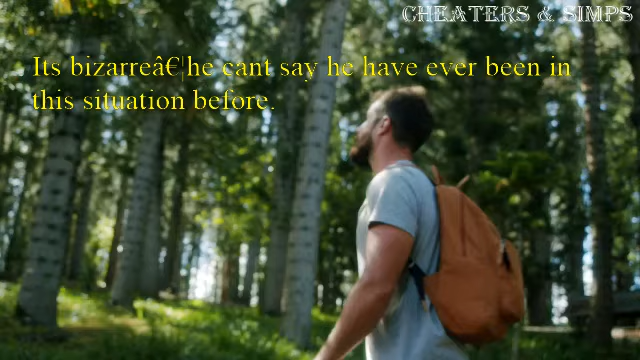 CHEATERS & SIMPS
Its bizarreâ€¦he cant say he have ever been in
this situation before.